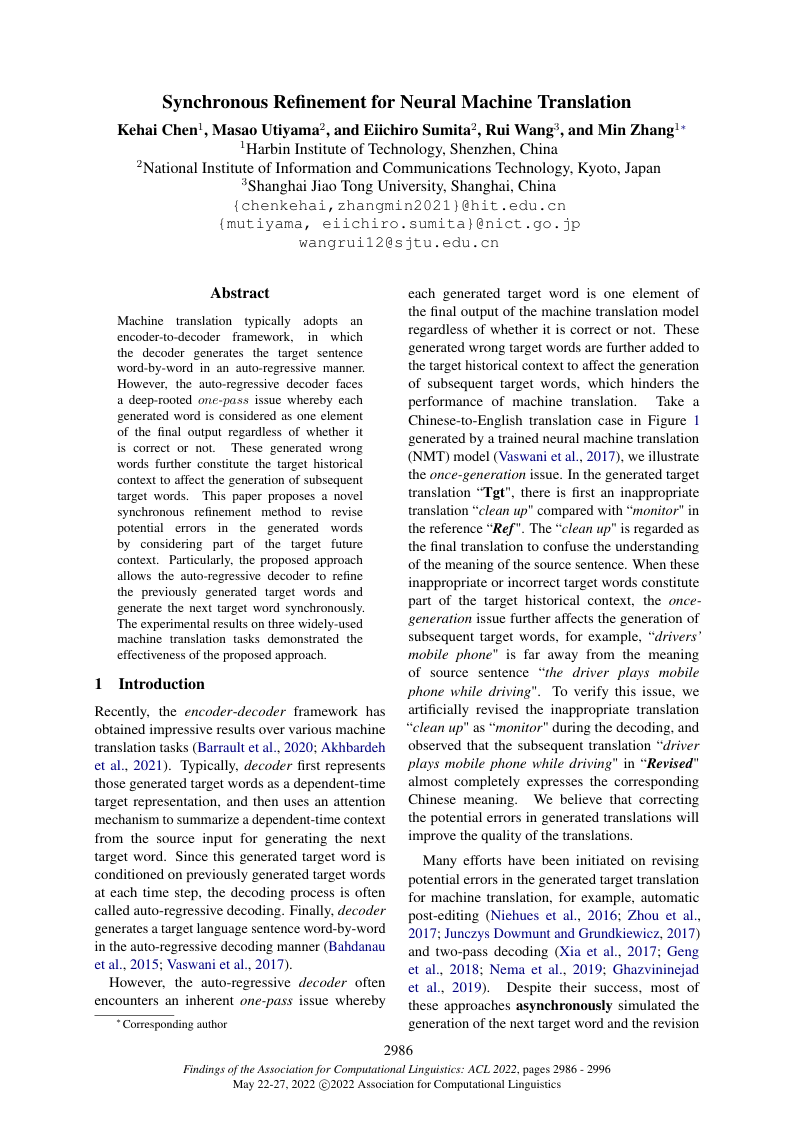 Synchronous Refinement for Neural Machine Translation
Kehai Chen1, Masao Utiyama2, and Eiichiro Sumita2, Rui Wang3, and Min Zhang1*
1Harbin Institute of Technology, Shenzhen, China
2National Institute of Information and Communications Technology, Kyoto, Japan
3Shanghai Jiao Tong University, Shanghai, China
{chenkehai,zhangmin2021}@hit.edu.cn
{mutiyama, eiichiro.sumita}@nict.go.jp
wangrui12@sjtu.edu.cn
Abstract
Machine translation typically adopts an
encoder-to-decoder framework, in which
the decoder generates the target sentence
word-by-word in an auto-regressive manner.
However, the auto-regressive decoder faces
a deep-rooted one-pass issue whereby each
generated word is considered as one element
of the final output regardless of whether it
is correct or not. These generated wrong
words further constitute the target historical
context to affect the generation of subsequent
target words. This paper proposes a novel
synchronous refinement method to revise
potential errors in the generated words
by considering part of the target future
context. Particularly, the proposed approach
allows the auto-regressive decoder to refine
the previously generated target words and
generate the next target word synchronously.
The experimental results on three widely-used
machine translation tasks demonstrated the
effectiveness of the proposed approach.
1 Introduction
Recently, the encoder-decoder framework has
obtained impressive results over various machine
translation tasks (Barrault et al., 2020; Akhbardeh
et al., 2021). Typically, decoder first represents
those generated target words as a dependent-time
target representation, and then uses an attention
mechanism to summarize a dependent-time context
from the source input for generating the next
target word. Since this generated target word is
conditioned on previously generated target words
at each time step, the decoding process is often
called auto-regressive decoding. Finally, decoder
generates a target language sentence word-by-word
in the auto-regressive decoding manner (Bahdanau
et al., 2015; Vaswani et al., 2017).
However, the auto-regressive decoder often
encounters an inherent one-pass issue whereby
* Corresponding author
each generated target word is one element of
the final output of the machine translation model
regardless of whether it is correct or not. These
generated wrong target words are further added to
the target historical context to affect the generation
of subsequent target words, which hinders the
performance of machine translation. Take a
Chinese-to-English translation case in Figure 1
generated by a trained neural machine translation
(NMT) model (Vaswani et al., 2017), we illustrate
the once-generation issue. In the generated target
translation “Tgt", there is first an inappropriate
translation “clean up" compared with “monitor" in
the reference “Ref". The “clean up" is regarded as
the final translation to confuse the understanding
of the meaning of the source sentence. When these
inappropriate or incorrect target words constitute
part of the target historical context, the once-
generation issue further affects the generation of
subsequent target words, for example, “drivers’
mobile phone" is far away from the meaning
of source sentence “the driver plays mobile
phone while driving". To verify this issue, we
artificially revised the inappropriate translation
“clean up" as “monitor" during the decoding, and
observed that the subsequent translation “driver
plays mobile phone while driving" in “Revised"
almost completely expresses the corresponding
Chinese meaning. We believe that correcting
the potential errors in generated translations will
improve the quality of the translations.
Many efforts have been initiated on revising
potential errors in the generated target translation
for machine translation, for example, automatic
post-editing (Niehues et al., 2016; Zhou et al.,
2017; Junczys Dowmunt and Grundkiewicz, 2017)
and two-pass decoding (Xia et al., 2017; Geng
et al., 2018; Nema et al., 2019; Ghazvininejad
et al., 2019). Despite their success, most of
these approaches asynchronously simulated the
generation of the next target word and the revision
2986
Findings of the Association for Computational Linguistics: ACL 2022, pages 2986 - 2996
May 22-27, 2022 ©2022 Association for Computational Linguistics